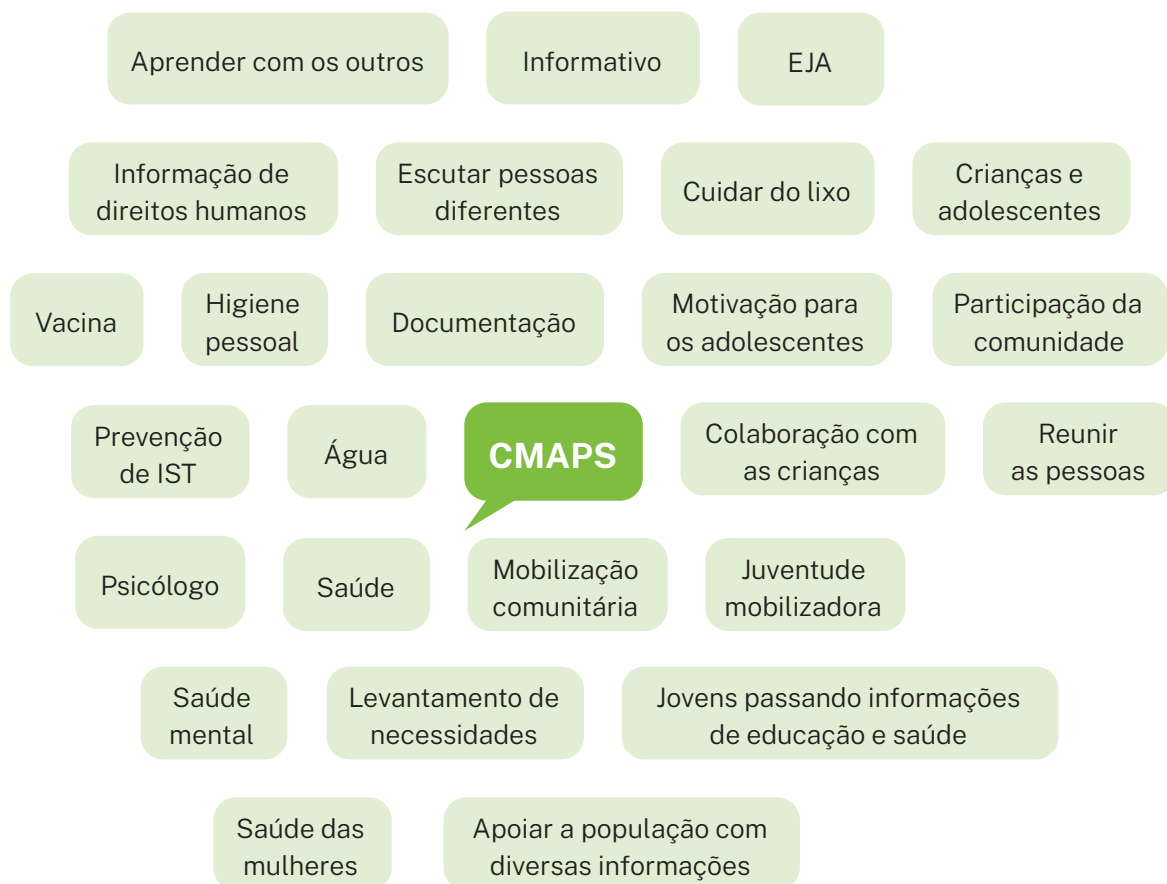 Aprender com os outros
Informativo
EJA
Informação de
direitos humanos
Escutar pessoas
diferentes
Cuidar do lixo
Crianças e
adolescentes
Vacina
Higiene
pessoal
Documentação
Motivação para
os adolescentes
Participação da
comunidade
Prevenção
de IST
Água
CMAPS
Colaboração com
as crianças
Reunir
as pessoas
Psicólogo
Saúde
Mobilização
comunitária
Juventude
mobilizadora
Saúde
mental
Levantamento de
necessidades
Jovens passando informações
de educação e saúde
Saúde das
mulheres
Apoiar a população com
diversas informações